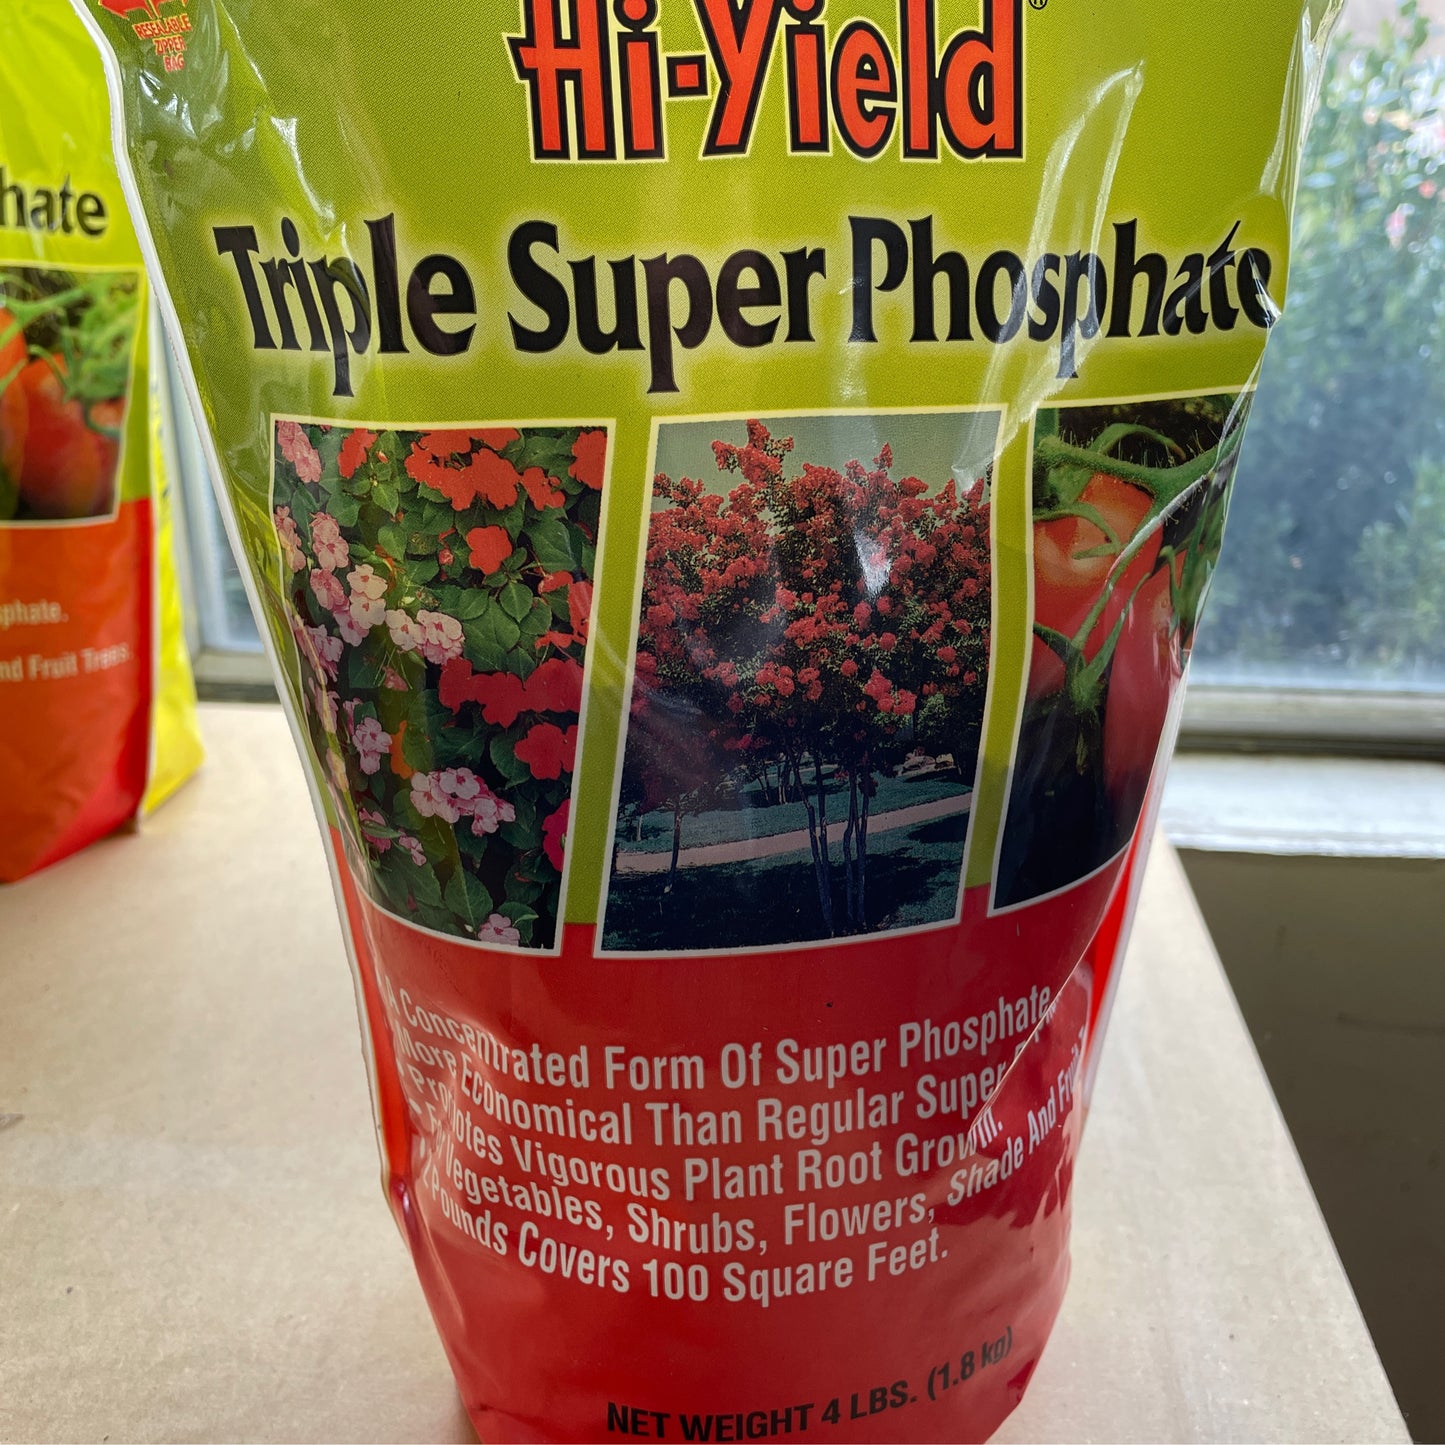 RESEALABLE
ZIPPER
BAG
Hi-Yield®
Triple Super Phosphate
hate
sphate.
nd Fruit Trees.
A Concentrated Form Of Super Phosphate.
More Economical Than Regular Super
Promotes Vigorous Plant Root Growth.
For Vegetables, Shrubs, Flowers, Shade And Fruit
2 Pounds Covers 100 Square Feet.
NET WEIGHT 4 LBS. (1.8 kg)